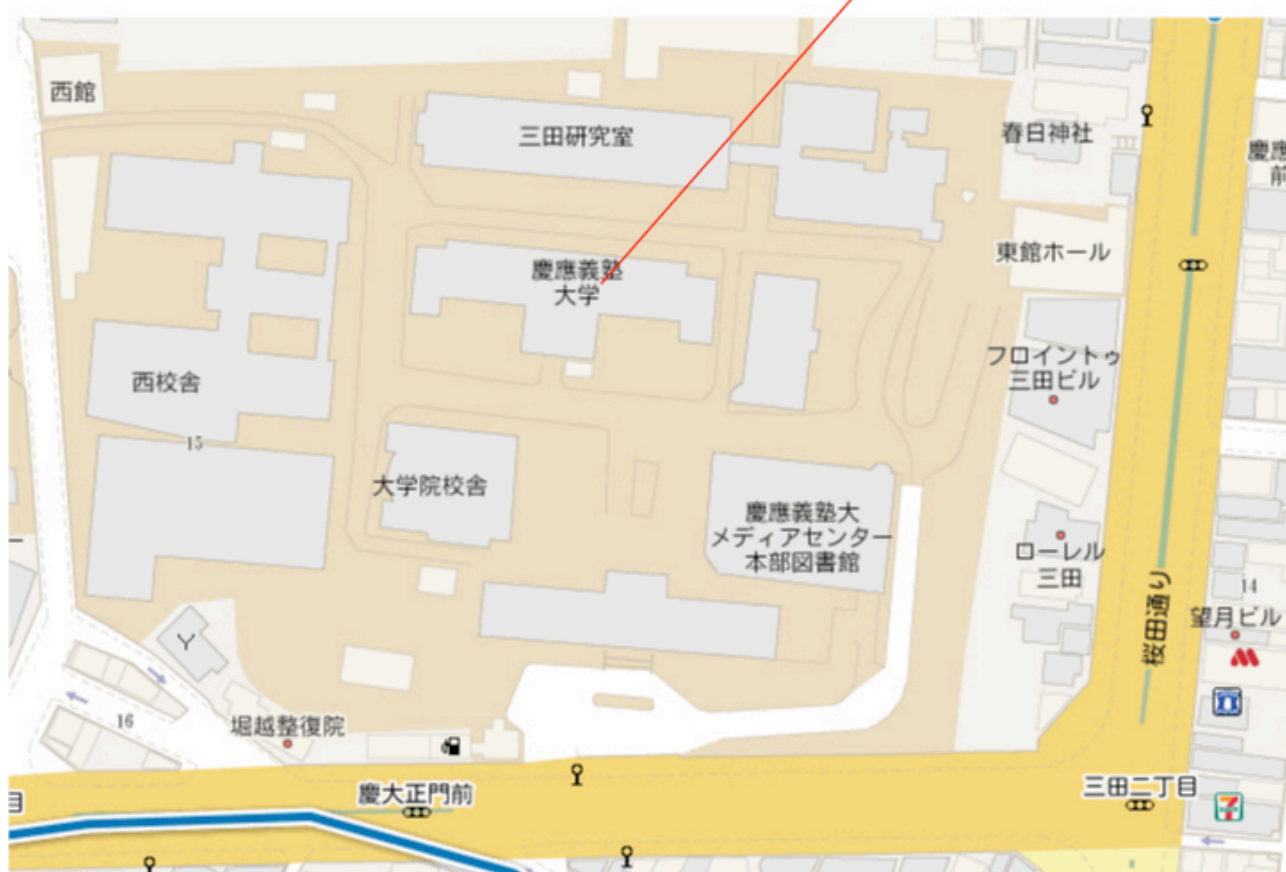 西館
三田研究室
春日神社
慶應
前
東館ホール
慶應義塾
大学
フロイントゥ
三田ビル
西校舎
15
大学院校舎
慶應義塾大
メディアセンター
本部図書館
ローレル
三田
桜田通り
14
望月ビル
Y
16
堀越整復院
慶大正門前
三田二丁目
目